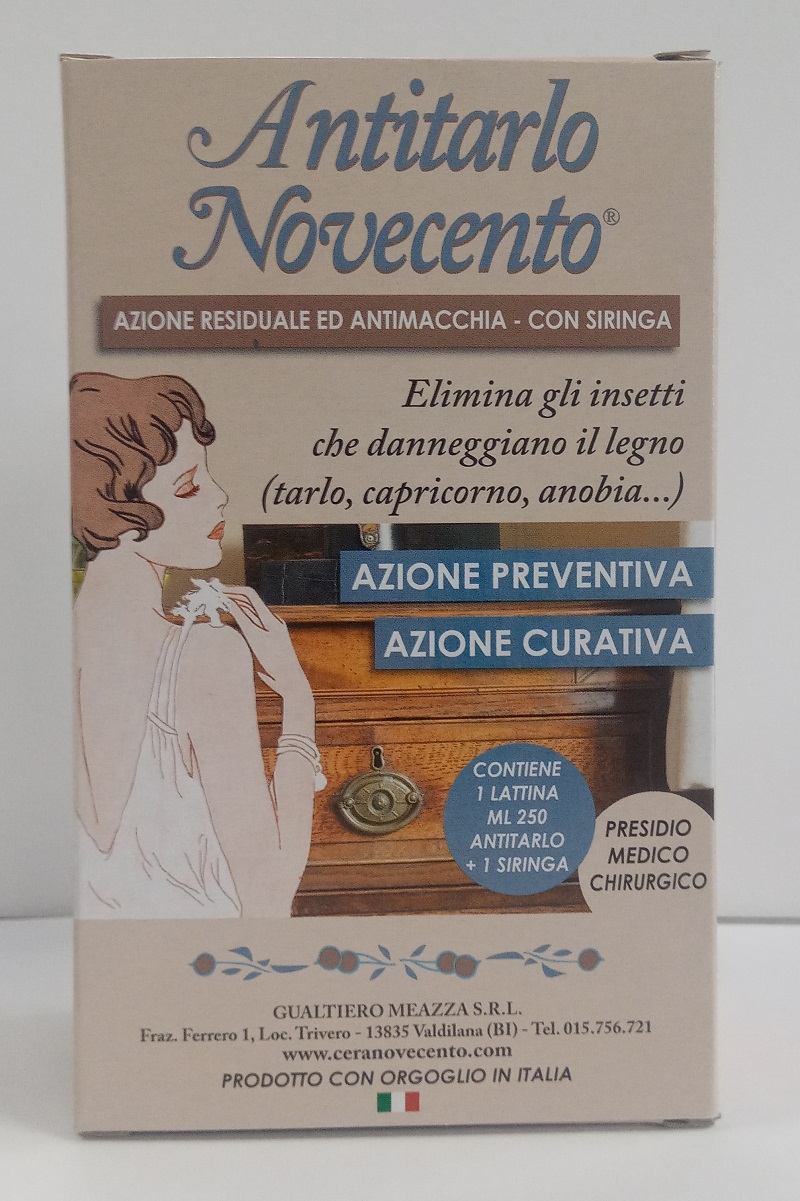 Antitarlo
Novecento®
AZIONE RESIDUALE ED ANTIMACCHIA - CON SIRINGA
Elimina gli insetti
che danneggiano il legno
(tarlo, capricorno, anobia...)
AZIONE PREVENTIVA
AZIONE CURATIVA
CONTIENE
1 LATTINA
ML 250
ANTITARLO
+ 1 SIRINGA
PRESIDIO
MEDICO
CHIRURGICO
GUALTIERO MEAZZA S.R.L.
Fraz. Ferrero 1, Loc. Trivero - 13835 Valdilana (BI) - Tel. 015.756.721
www.ceranovecento.com
PRODOTTO CON ORGOGLIO IN ITALIA